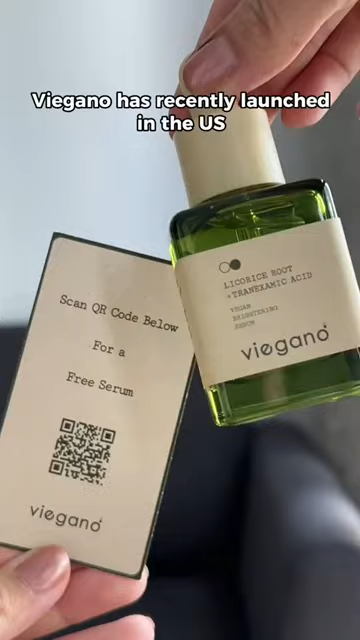 Viegano has recently launched
in the US
LICORICE ROOT
+TRANEXAMIC ACID
VEGAN
BRIGHTENING
SERUM
viegano
Scan QR Code Below
For a
Free Serum
viegano